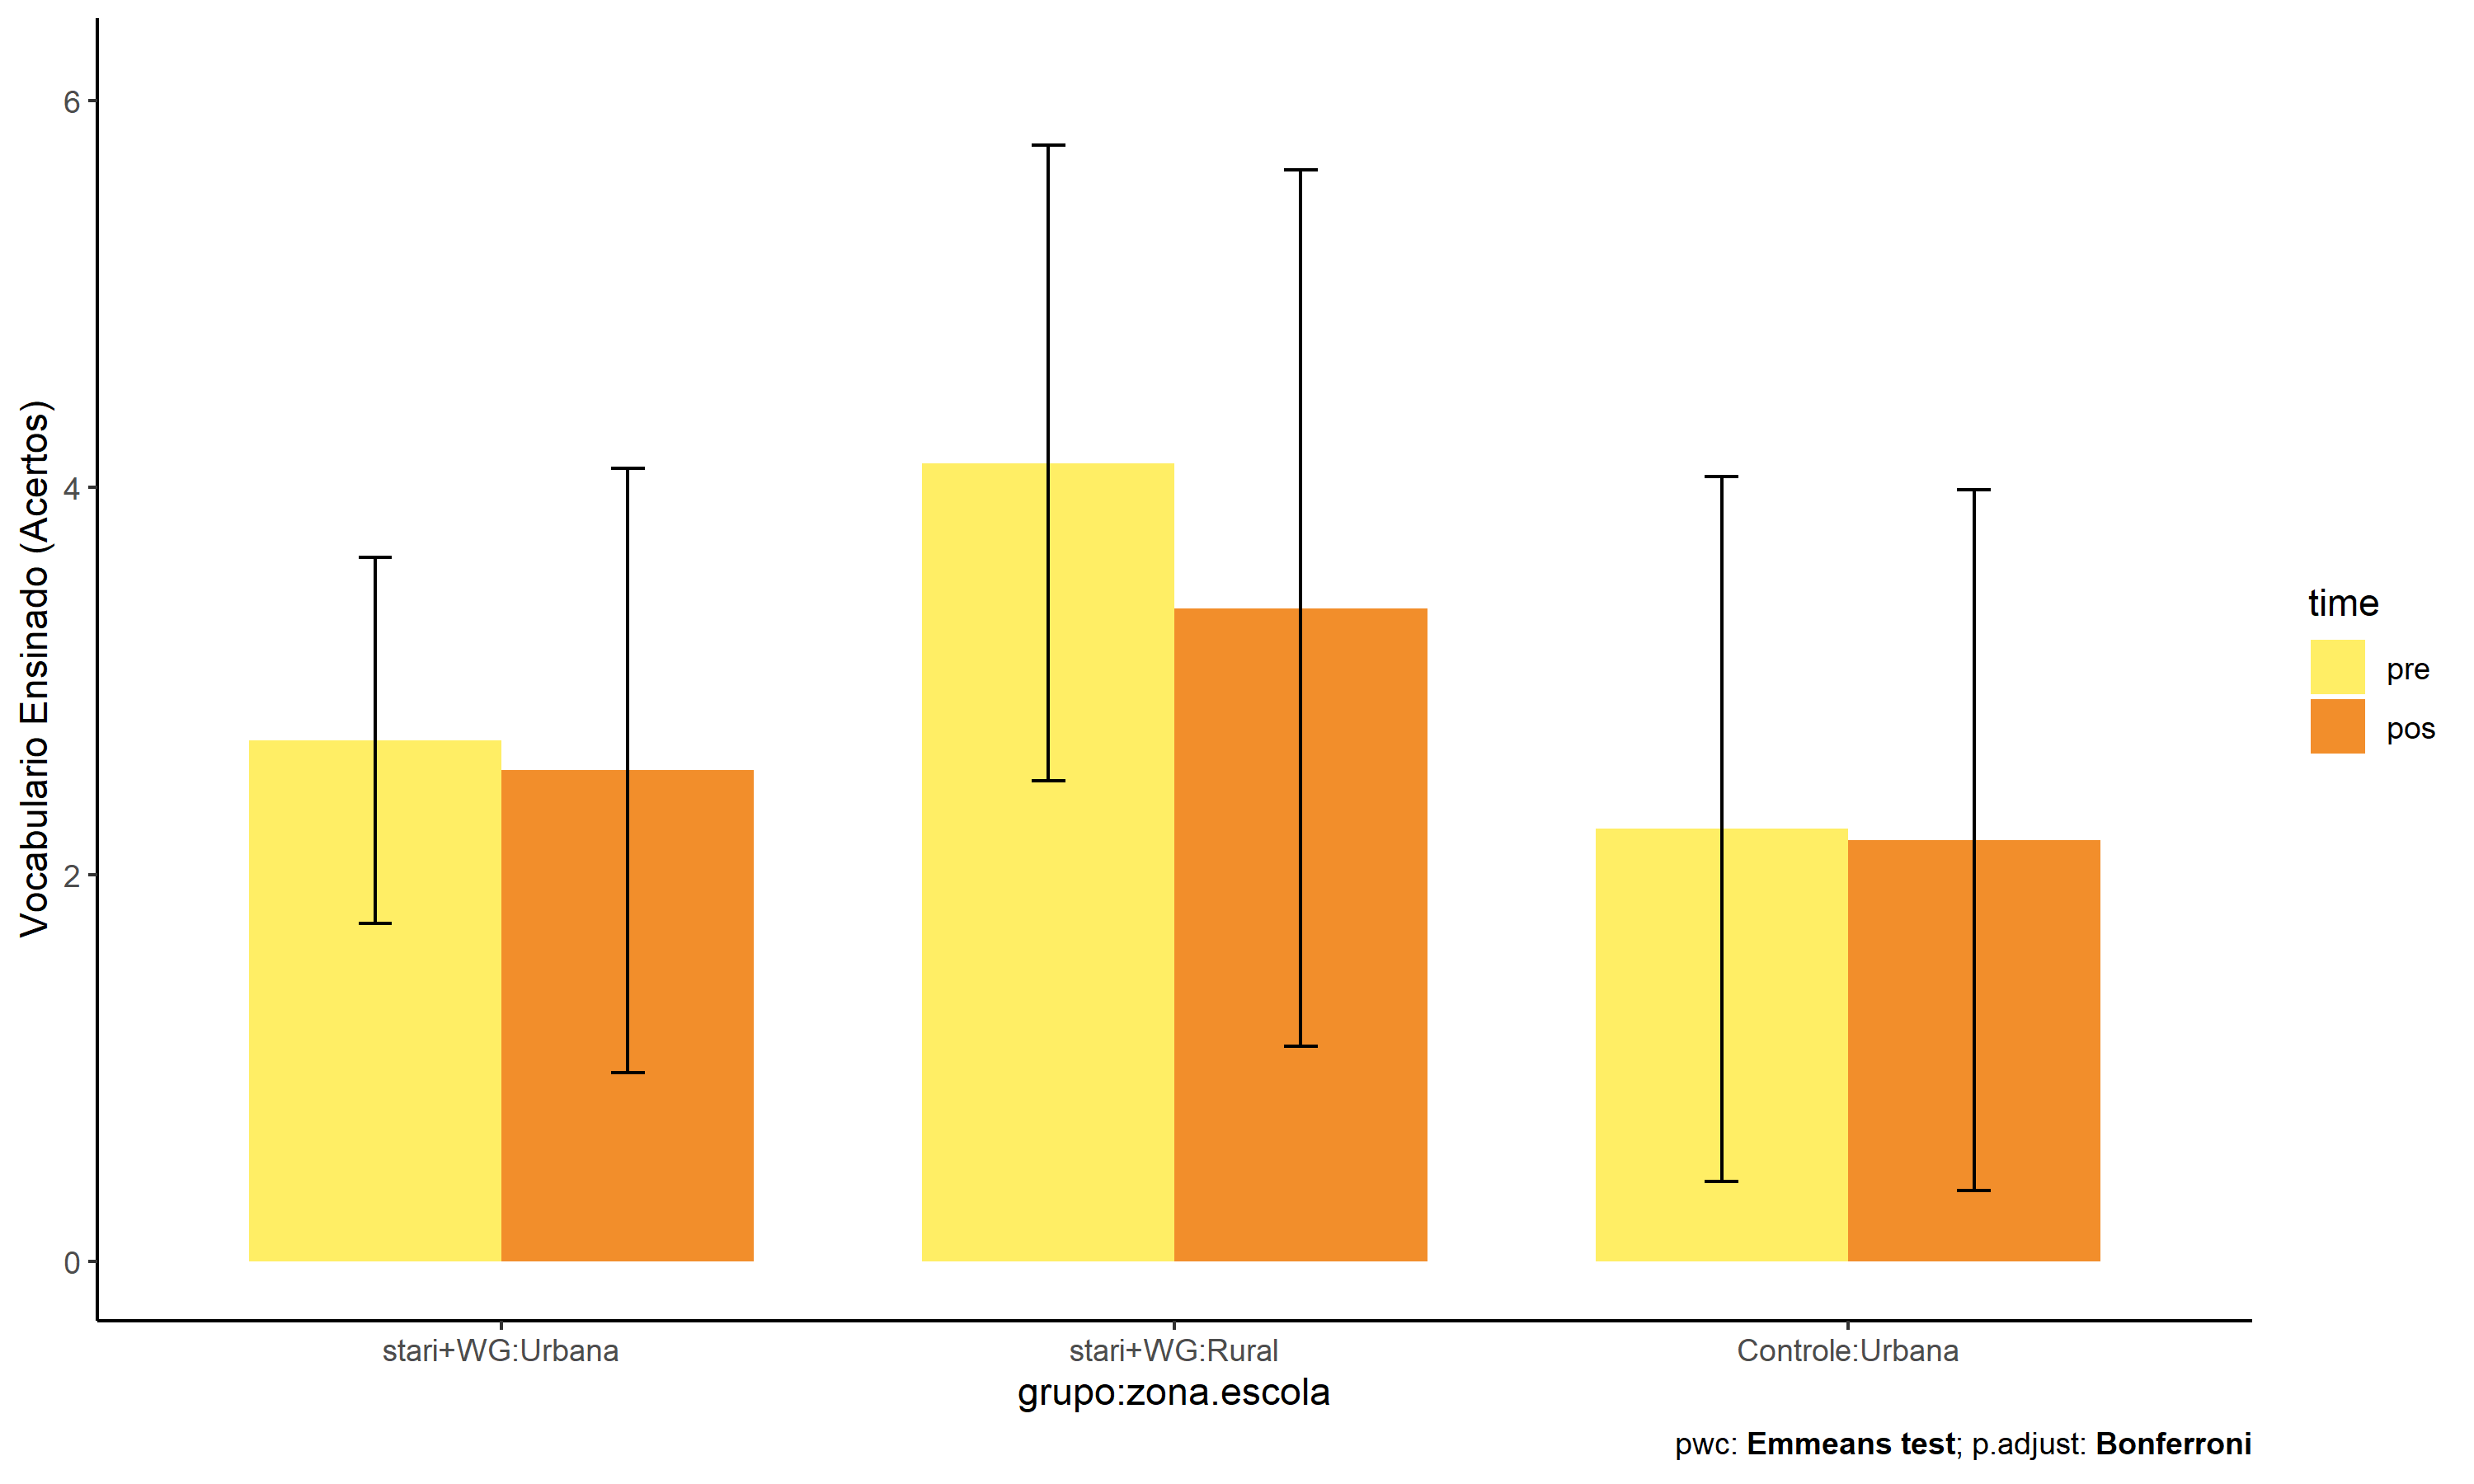 Vocabulario Ensinado (Acertos)
6
4
2
0
stari+WG:Urbana
stari+WG:Rural
Controle:Urbana
grupo:zona.escola
time
pre
pos
pwc: Emmeans test; p.adjust: Bonferroni